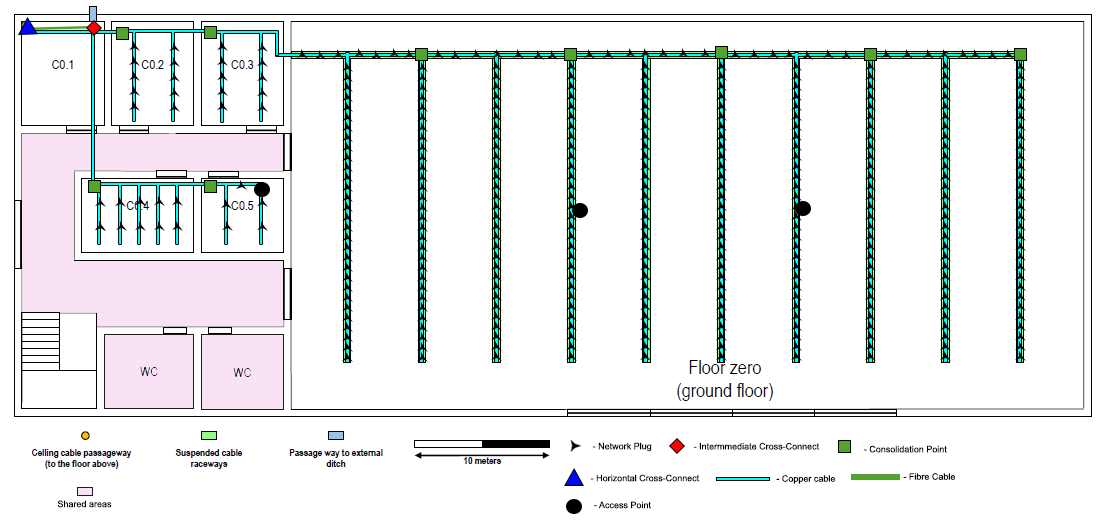 C0.1
C0.2
C0.3
C0.4
C0.5
WC
WC
Floor zero
(ground floor)
Celling cable passageway
(to the floor above)
Suspended cable
raceways
Passage way to external
ditch
10 meters
Shared areas
- Network Plug
- Intermmediate Cross-Connect
- Consolidation Point
- Horizontal Cross-Connect
- Copper cable
- Fibre Cable
- Access Point